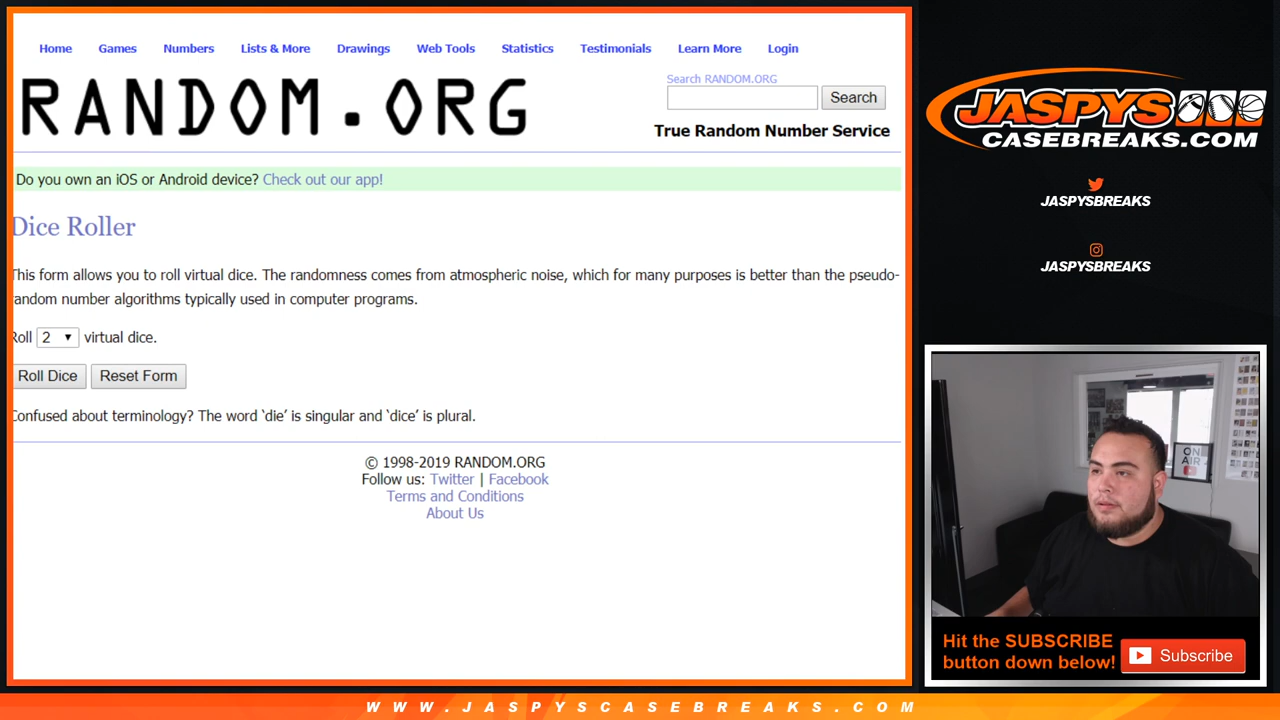 Home Games Numbers Lists & More Drawings Web Tools Statistics Testimonials Learn More Login
RANDOM.ORG
Search RANDOM.ORG
Search
True Random Number Service
Do you own an iOS or Android device? Check out our app!
Dice Roller
This form allows you to roll virtual dice. The randomness comes from atmospheric noise, which for many purposes is better than the pseudo-
random number algorithms typically used in computer programs.
Roll 2 virtual dice.
Roll Dice Reset Form
Confused about terminology? The word ‘die’ is singular and ‘dice’ is plural.
© 1998-2019 RANDOM.ORG
Follow us: Twitter | Facebook
Terms and Conditions
About Us
JASPYS
CASEBREAKS.COM
JASPYSBREAKS
JASPYSBREAKS
ON
AIR
Hit the SUBSCRIBE
button down below!
Subscribe
WWW.JASPYSCASEBREAKS.COM